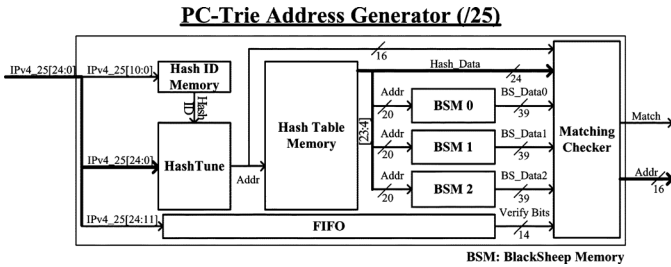 PC-Trie Address Generator (/25)
16
IPv4_25[24:0]
IPv4_25[10:0]
Hash ID
Memory
Hash_Data
24
Hash
ID
Addr
20
BSM 0
BS_Data0
39
Hash Table
Memory
[23:4]
Matching
Checker
Match
IPv4_25[24:0]
HashTune
Addr
Addr
20
BSM 1
BS_Data1
39
Addr
16
Addr
20
BSM 2
BS_Data2
39
IPv4_25[24:11]
FIFO
Verify Bits
14
BSM: BlackSheep Memory